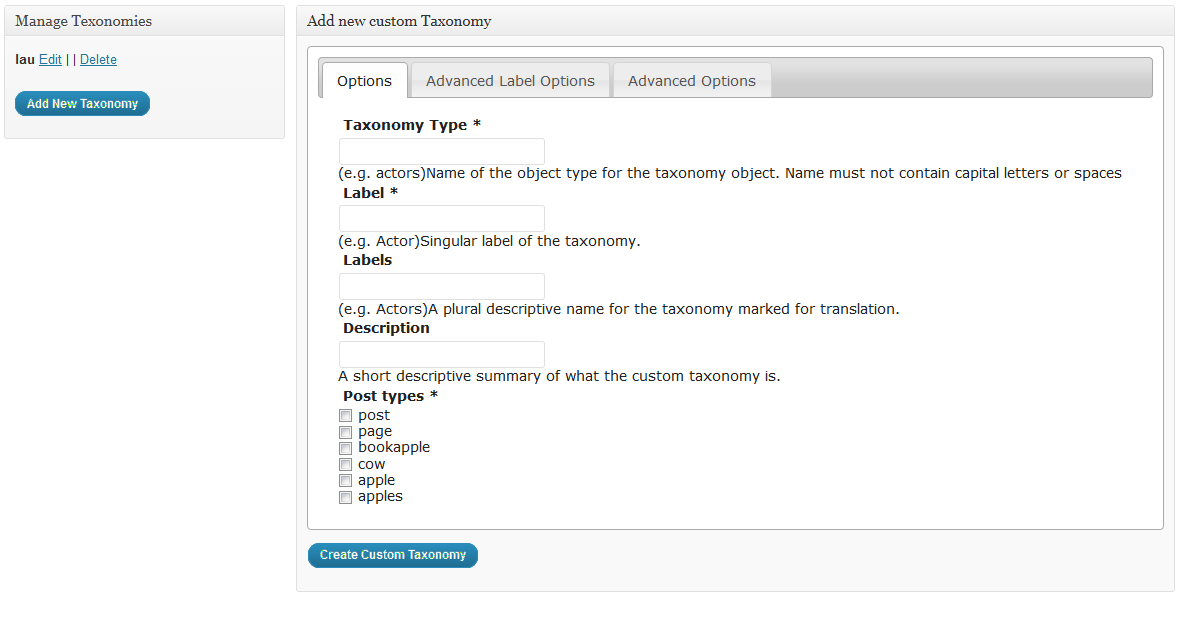 Manage Texonomies
lau Edit | | Delete
Add New Taxonomy
Add new custom Taxonomy
Options
Advanced Label Options
Advanced Options
Taxonomy Type *
(e.g. actors)Name of the object type for the taxonomy object. Name must not contain capital letters or spaces
Label *
(e.g. Actor)Singular label of the taxonomy.
Labels
(e.g. Actors)A plural descriptive name for the taxonomy marked for translation.
Description
A short descriptive summary of what the custom taxonomy is.
Post types *
post
page
bookapple
cow
apple
apples
Create Custom Taxonomy